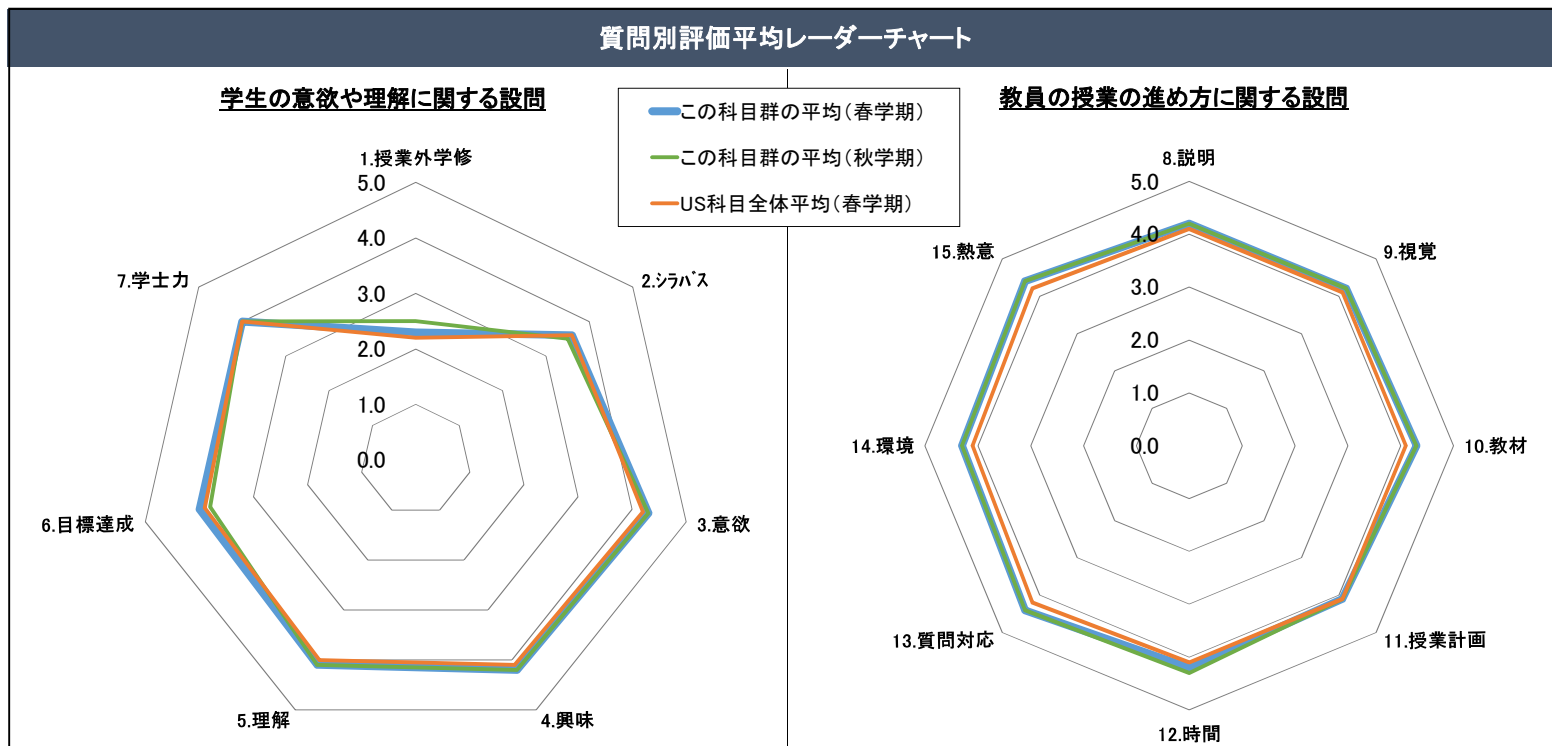 質問別評価平均レーダーチャート
学生の意欲や理解に関する設問
この科目群の平均（春学期）
この科目群の平均（秋学期）
US科目全体平均（春学期）
1.授業外学修
2.ｼﾗﾊﾞｽ
3.意欲
4.興味
5.理解
6.目標達成
7.学士力
5.0
4.0
3.0
2.0
1.0
0.0
教員の授業の進め方に関する設問
8.説明
9.視覚
10.教材
11.授業計画
12.時間
13.質問対応
14.環境
15.熱意
5.0
4.0
3.0
2.0
1.0
0.0